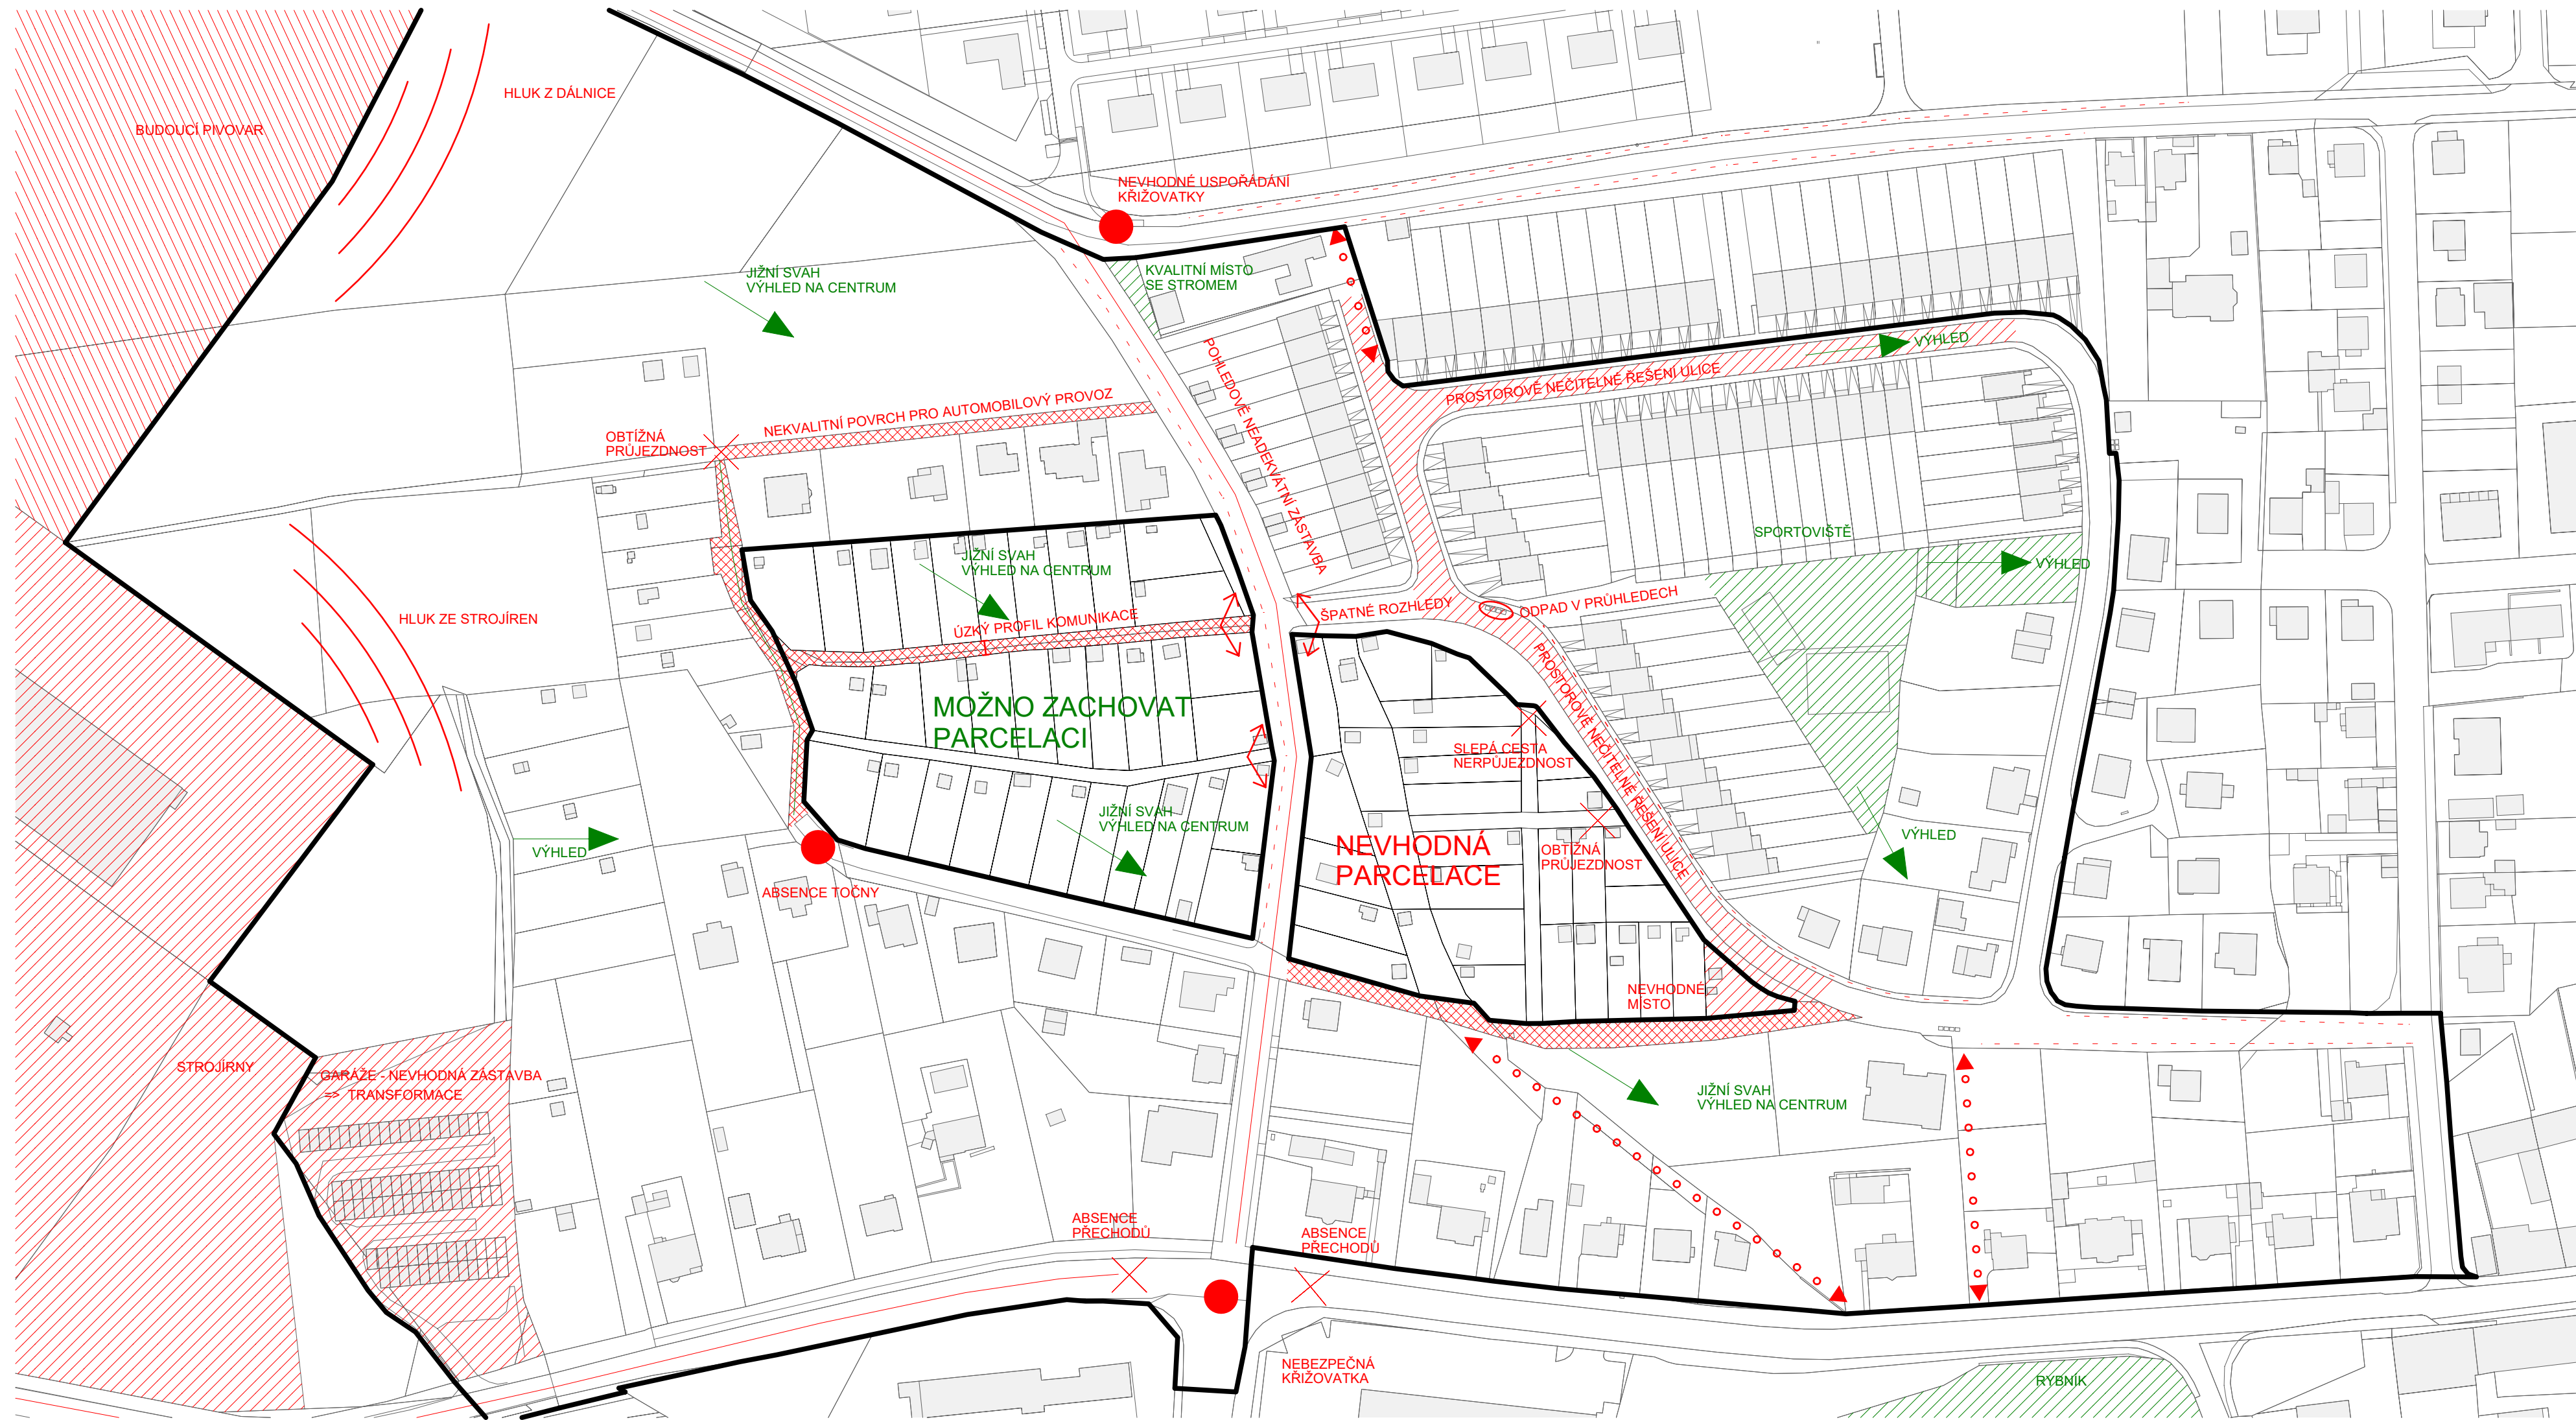 HLUK Z DÁLNICE
BUDOUCÍ PIVOVAR
NEVHODNÉ USPOŘÁDÁNÍ
KŘIŽOVATKY
JIŽNÍ SVAH
VÝHLED NA CENTRUM
KVALITNÍ MÍSTO
SE STROMEM
VÝHLED
POHLEDOVĚ NEADEKVÁTNÍ ZÁSTAVBA
PROSTOROVĚ NEČITELNÉ ŘEŠENÍ ULICE
NEKVALITNÍ POVRCH PRO AUTOMOBILOVÝ PROVOZ
OBTÍŽNÁ
PRŮJEZDNOST
SPORTOVIŠTĚ
JIŽNÍ SVAH
VÝHLED NA CENTRUM
VÝHLED
HLUK ZE STROJÍREN
ÚZKÝ PROFIL KOMUNIKACE
ŠPATNÉ ROZHLEDY
ODPAD V PRŮHLEDECH
PROSTOROVĚ NEČITELNÉ ŘEŠENÍ ULICE
MOŽNO ZACHOVAT
PARCELACI
SLEPÁ CESTA
NERPŮJEZDNOST
JIŽNÍ SVAH
VÝHLED NA CENTRUM
VÝHLED
NEVHODNÁ
PARCELACE
OBTÍŽNÁ
PRŮJEZDNOST
VÝHLED
ABSENCE TOČNY
NEVHODNÉ
MÍSTO
STROJÍRNY
GARÁŽE - NEVHODNÁ ZÁSTAVBA
=> TRANSFORMACE
JIŽNÍ SVAH
VÝHLED NA CENTRUM
ABSENCE
PŘECHODŮ
ABSENCE
PŘECHODŮ
NEBEZPEČNÁ
KŘIŽOVATKA
RYBNÍK